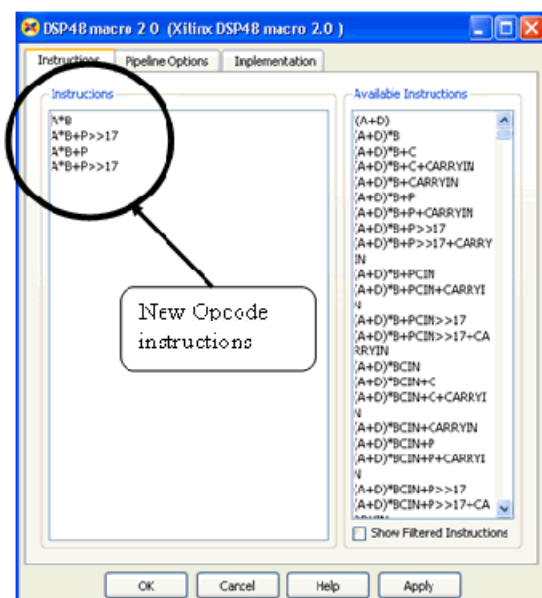 DSP48 macro 2.0 (Xilinx DSP48 macro 2.0 )
Instructions
Pipeline Options
Implementation
Instructions
A*B
A*B+P>>17
A*B+P
A*B+P>>17
New Opcode
instructions
Available Instructions
(A+D)
(A+D)*B
(A+D)*B+C
(A+D)*B+C+CARRYIN
(A+D)*B+CARRYIN
(A+D)*B+P
(A+D)*B+P+CARRYIN
(A+D)*B+P>>17
(A+D)*B+P>>17+CARRY
IN
(A+D)*B+PCIN
(A+D)*B+PCIN+CARRYI
N
(A+D)*B+PCIN>>17
(A+D)*B+PCIN>>17+CA
RRYIN
(A+D)*BCIN
(A+D)*BCIN+C
(A+D)*BCIN+C+CARRYI
N
(A+D)*BCIN+CARRYIN
(A+D)*BCIN+P
(A+D)*BCIN+P+CARRYI
N
(A+D)*BCIN+P>>17
(A+D)*BCIN+P>>17+CA
Show Filtered Instructions
OK
Cancel
Help
Apply